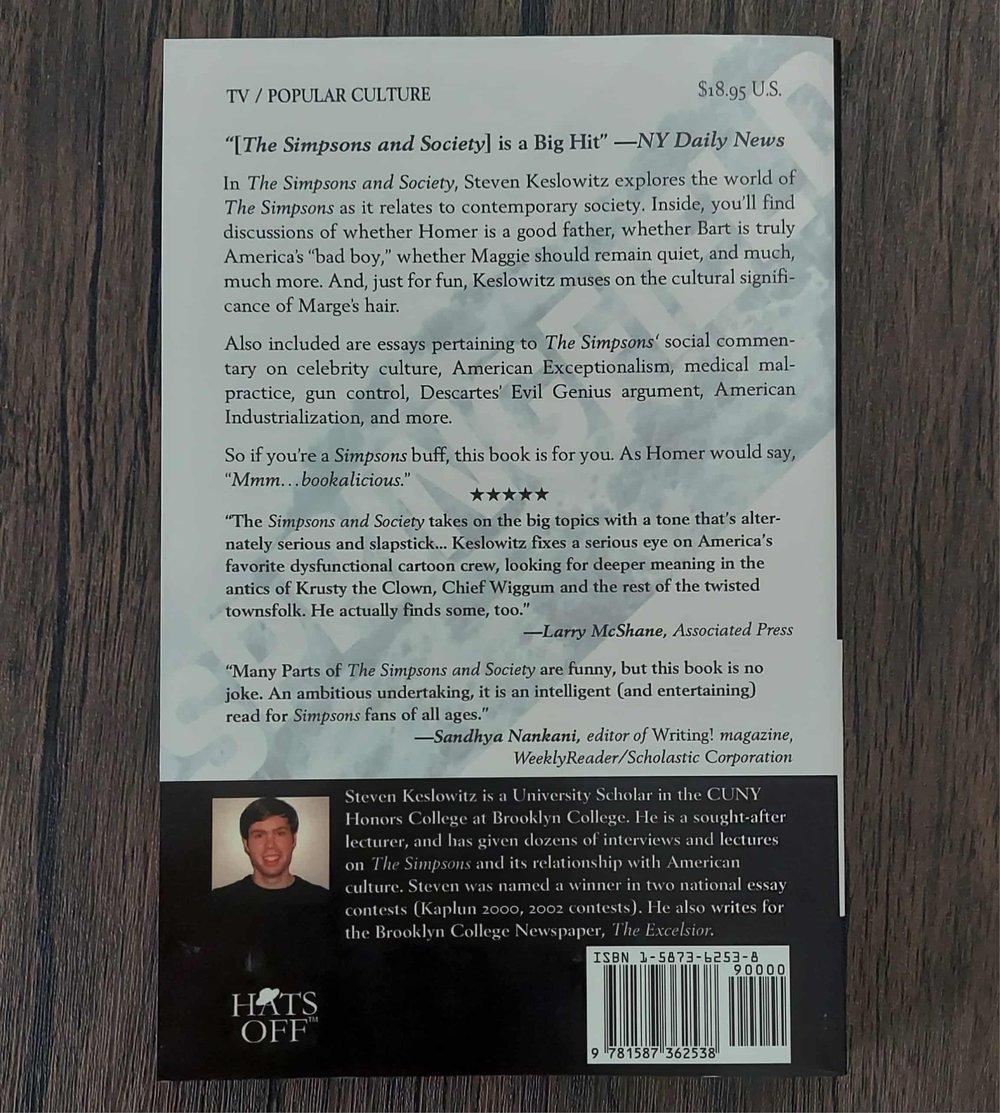 TV / POPULAR CULTURE
$18.95 U.S.
“[The Simpsons and Society] is a Big Hit” —NY Daily News
In The Simpsons and Society, Steven Keslowitz explores the world of
The Simpsons as it relates to contemporary society. Inside, you’ll find
discussions of whether Homer is a good father, whether Bart is truly
America’s “bad boy,” whether Maggie should remain quiet, and much,
much more. And, just for fun, Keslowitz muses on the cultural signifi-
cance of Marge’s hair.
Also included are essays pertaining to The Simpsons‘ social commen-
tary on celebrity culture, American Exceptionalism, medical mal-
practice, gun control, Descartes’ Evil Genius argument, American
Industrialization, and more.
So if you’re a Simpsons buff, this book is for you. As Homer would say,
“Mmm…bookalicious.”
★★★★★
“The Simpsons and Society takes on the big topics with a tone that’s alter-
nately serious and slapstick... Keslowitz fixes a serious eye on America’s
favorite dysfunctional cartoon crew, looking for deeper meaning in the
antics of Krusty the Clown, Chief Wiggum and the rest of the twisted
townsfolk. He actually finds some, too.”
—Larry McShane, Associated Press
“Many Parts of The Simpsons and Society are funny, but this book is no
joke. An ambitious undertaking, it is an intelligent (and entertaining)
read for Simpsons fans of all ages.”
—Sandhya Nankani, editor of Writing! magazine,
WeeklyReader/Scholastic Corporation
SPRINGFIELD
Steven Keslowitz is a University Scholar in the CUNY
Honors College at Brooklyn College. He is a sought-after
lecturer, and has given dozens of interviews and lectures
on The Simpsons and its relationship with American
culture. Steven was named a winner in two national essay
contests (Kaplun 2000, 2002 contests). He also writes for
the Brooklyn College Newspaper, The Excelsior.
HATS
OFF™
ISBN 1-5873-6253-8
90000
9 781587 362538